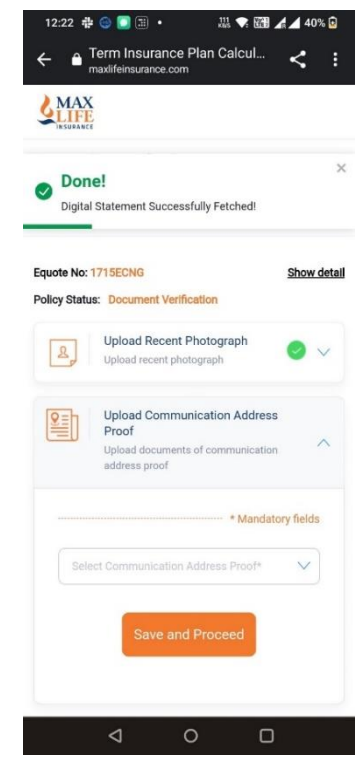 12:22
40%
Term Insurance Plan Calcul...
maxlifeinsurance.com
MAX
LIFE
INSURANCE
Done!
Digital Statement Successfully Fetched!
Equote No: 1715ECNG Show detail
Policy Status: Document Verification
Upload Recent Photograph
Upload recent photograph
Upload Communication Address
Proof
Upload documents of communication
address proof
* Mandatory fields
Select Communication Address Proof*
Save and Proceed